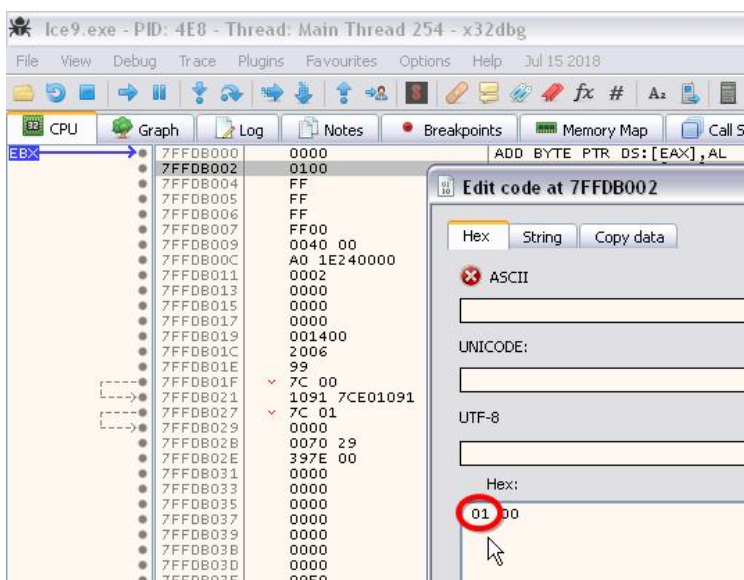 Ice9.exe - PID: 4E8 - Thread: Main Thread 254 - x32dbg
File View Debug Trace Plugins Favourites Options Help Jul 15 2018
S fx # Az
32 CPU Graph Log Notes Breakpoints Memory Map Call S
EBX 7FFDB000 0000 ADD BYTE PTR DS:[EAX],AL
7FFDB002 0100
7FFDB004 FF
7FFDB005 FF
7FFDB006 FF
7FFDB007 FF00
7FFDB009 0040 00
7FFDB00C A0 1E240000
7FFDB011 0002
7FFDB013 0000
7FFDB015 0000
7FFDB017 0000
7FFDB019 001400
7FFDB01C 2006
7FFDB01E 99
7FFDB01F 7C 00
7FFDB021 1091 7CE01091
7FFDB027 7C 01
7FFDB029 0000
7FFDB02B 0070 29
7FFDB02E 397E 00
7FFDB031 0000
7FFDB033 0000
7FFDB035 0000
7FFDB037 0000
7FFDB039 0000
7FFDB03B 0000
7FFDB03D 0000
Edit code at 7FFDB002
Hex String Copy data
ASCII
UNICODE:
UTF-8
Hex:
01 00